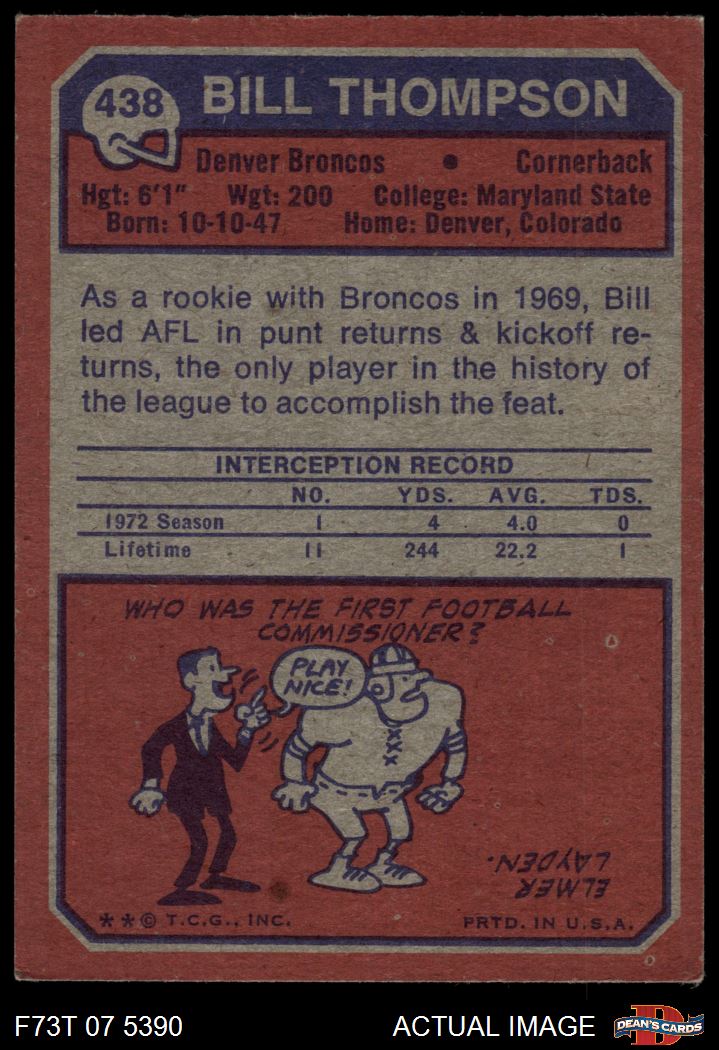 438 BILL THOMPSON
Denver Broncos • Cornerback
Hgt: 6'1" Wgt: 200 College: Maryland State
Born: 10-10-47 Home: Denver, Colorado
As a rookie with Broncos in 1969, Bill
led AFL in punt returns & kickoff re-
turns, the only player in the history of
the league to accomplish the feat.
INTERCEPTION RECORD
NO. YDS. AVG. TDS.
1972 Season 1 4 4.0 0
Lifetime 11 244 22.2 1
WHO WAS THE FIRST FOOTBALL
COMMISSIONER?
PLAY
NICE!
ELMER
LAYDEN.
**© T.C.G., INC. PRTD. IN U.S.A.
F73T 07 5390 ACTUAL IMAGE DEAN'S CARDS